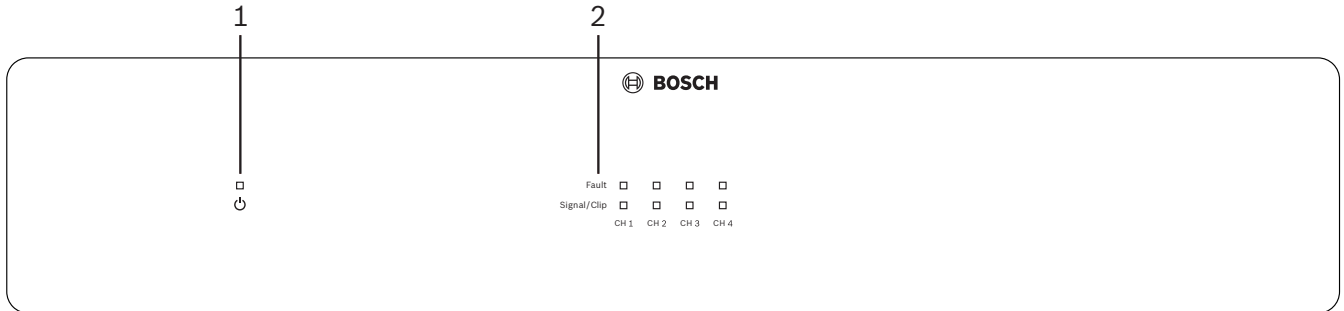 1 2
BOSCH
Fault
Signal/Clip
CH 1 CH 2 CH 3 CH 4